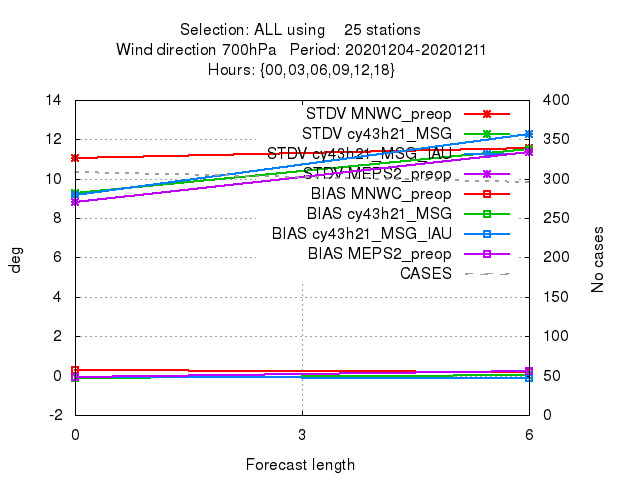 Selection: ALL using 25 stations
Wind direction 700hPa Period: 20201204-20201211
Hours: {00,03,06,09,12,18}
14 400
STDV MNWC_preop
12 350
STDV cy43h21_MSG
STDV cy43h21_MSG_IAU
10 300
STDV MEPS2_preop
BIAS MNWC_preop
8 250
BIAS cy43h21_MSG
BIAS cy43h21_MSG_IAU
6 200
BIAS MEPS2_preop
CASES
4 150
2 100
0 50
-2 0
deg
No cases
0 3 6
Forecast length